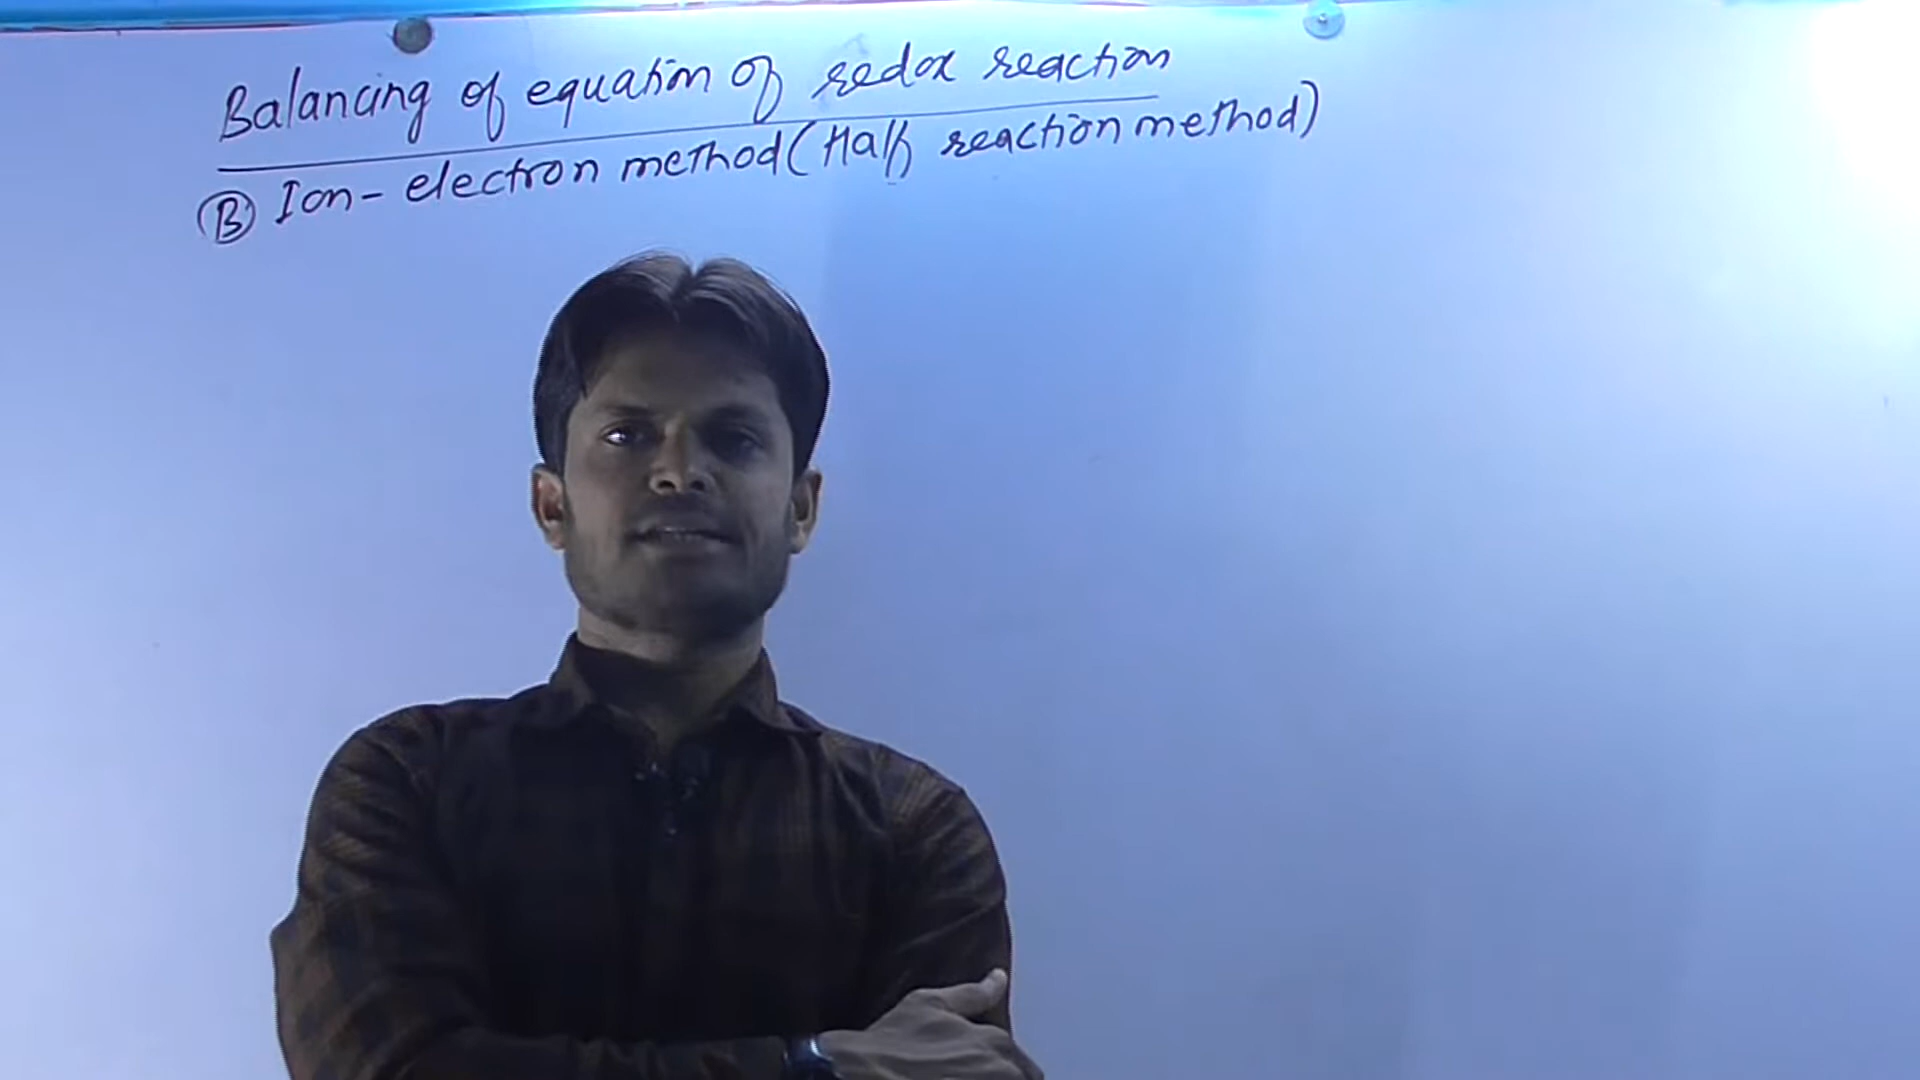 Balancing of equation of redox reaction
Ⓑ Ion-electron method (Half reaction method)